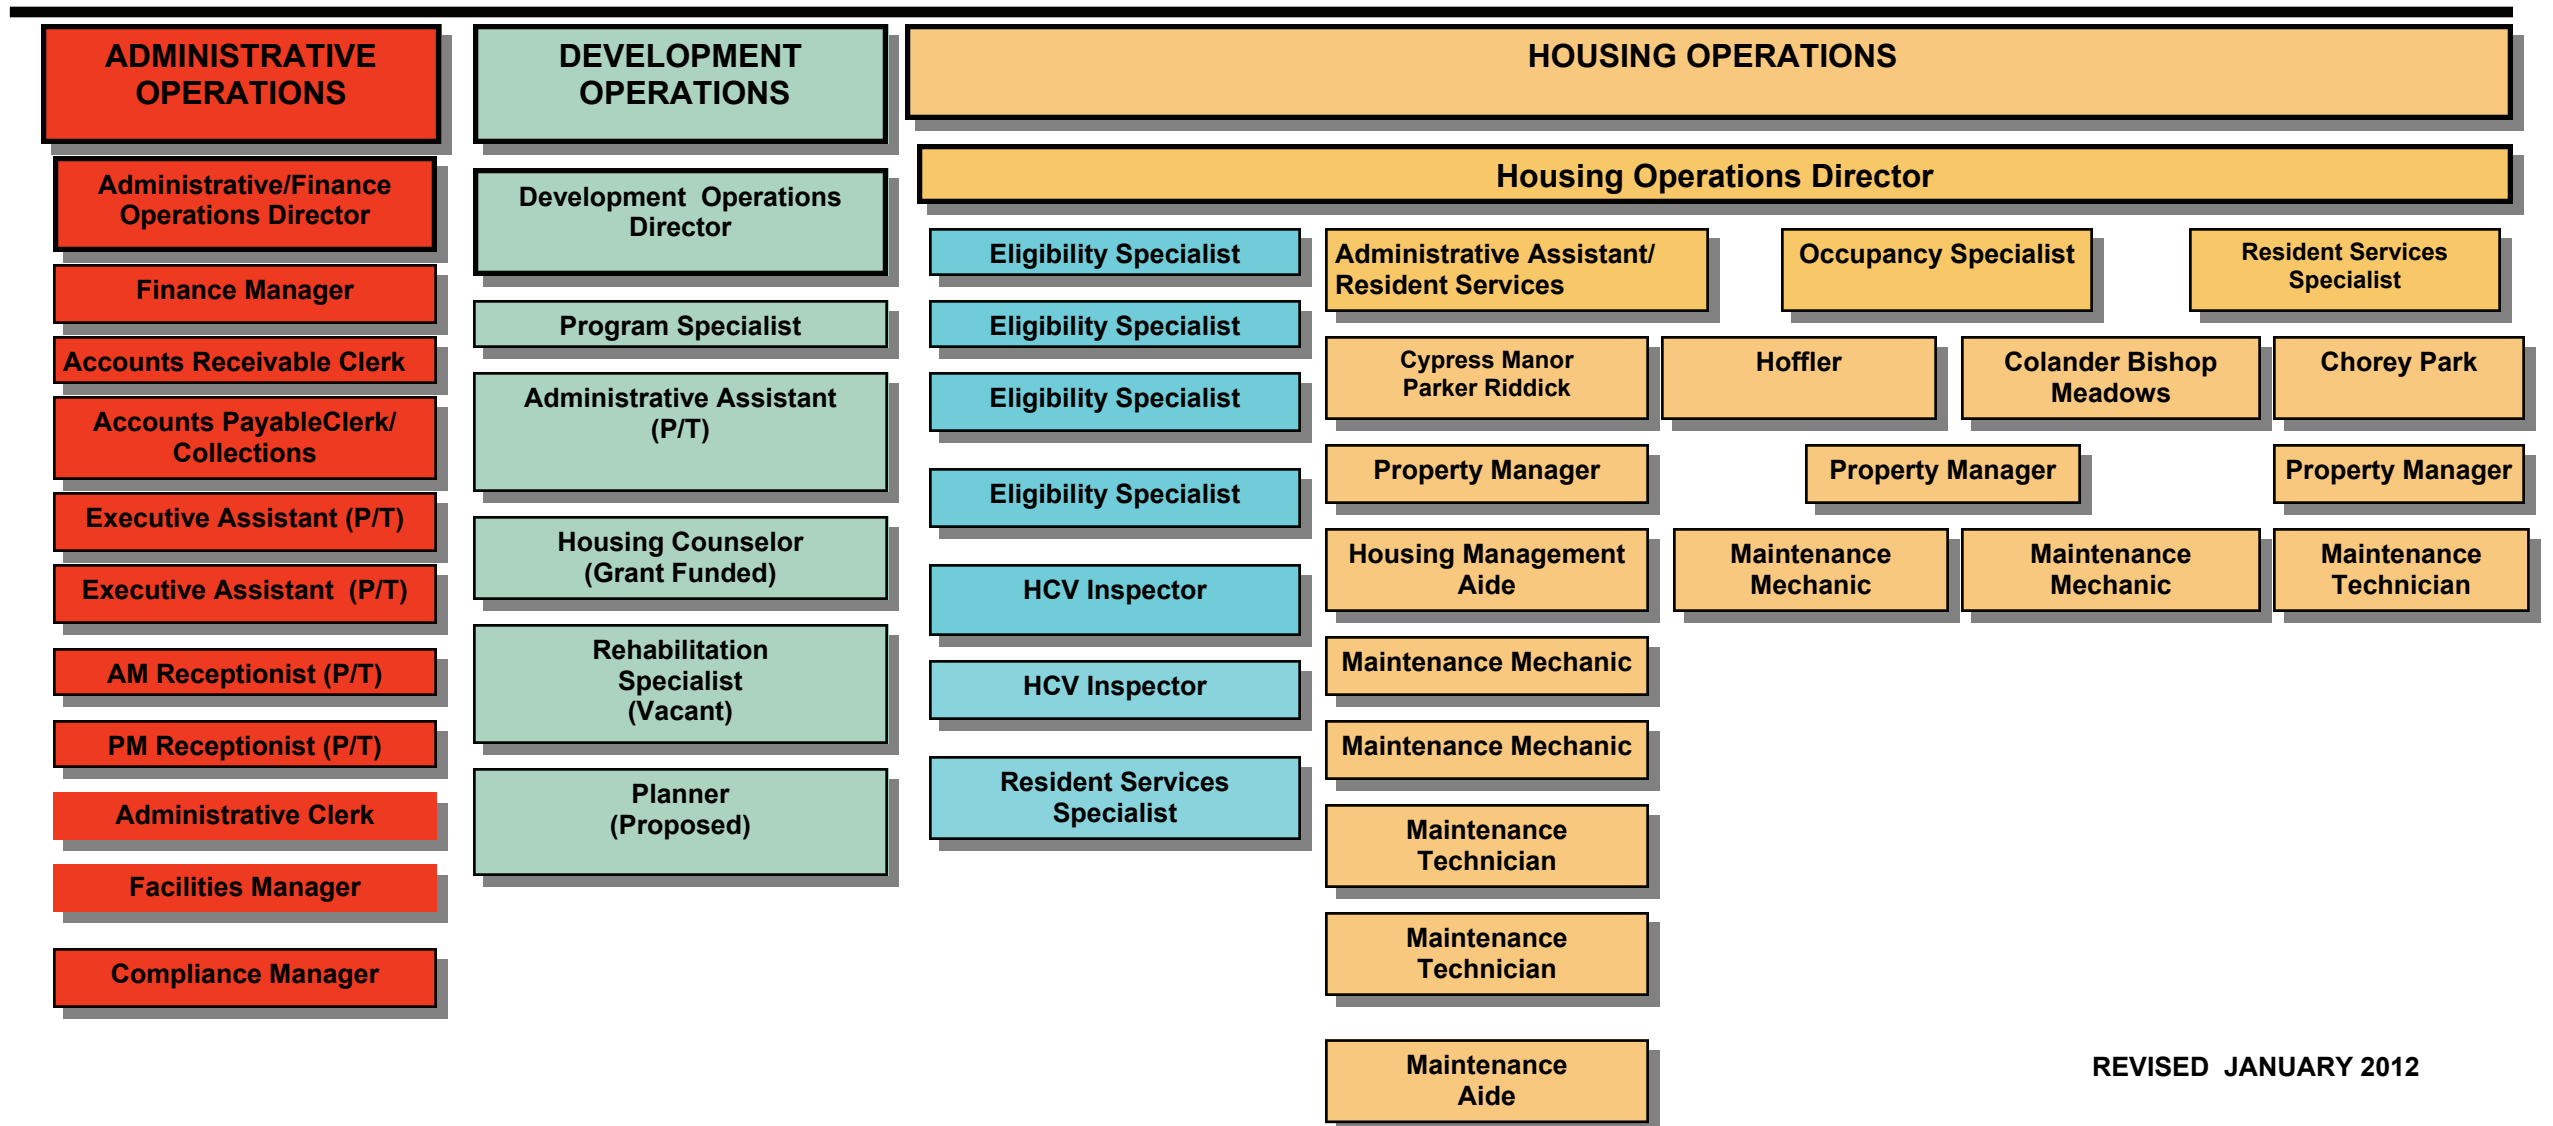 ADMINISTRATIVE
OPERATIONS
Administrative/Finance
Operations Director
Finance Manager
Accounts Receivable Clerk
Accounts PayableClerk/
Collections
Executive Assistant (P/T)
Executive Assistant  (P/T)
AM Receptionist (P/T)
PM Receptionist (P/T)
Administrative Clerk
Facilities Manager
Compliance Manager
DEVELOPMENT
OPERATIONS
Development  Operations
Director
Program Specialist
Administrative Assistant
(P/T)
Housing Counselor
(Grant Funded)
Rehabilitation
Specialist
(Vacant)
Planner
(Proposed)
HOUSING OPERATIONS
Housing Operations Director
Eligibility Specialist
Eligibility Specialist
Eligibility Specialist
Eligibility Specialist
HCV Inspector
HCV Inspector
Resident Services
Specialist
Administrative Assistant/
Resident Services
Occupancy Specialist
Resident Services
Specialist
Cypress Manor
Parker Riddick
Hoffler
Colander Bishop
Meadows
Chorey Park
Property Manager
Property Manager
Property Manager
Housing Management
Aide
Maintenance
Mechanic
Maintenance
Mechanic
Maintenance
Technician
Maintenance Mechanic
Maintenance Mechanic
Maintenance
Technician
Maintenance
Technician
Maintenance
Aide
REVISED  JANUARY 2012